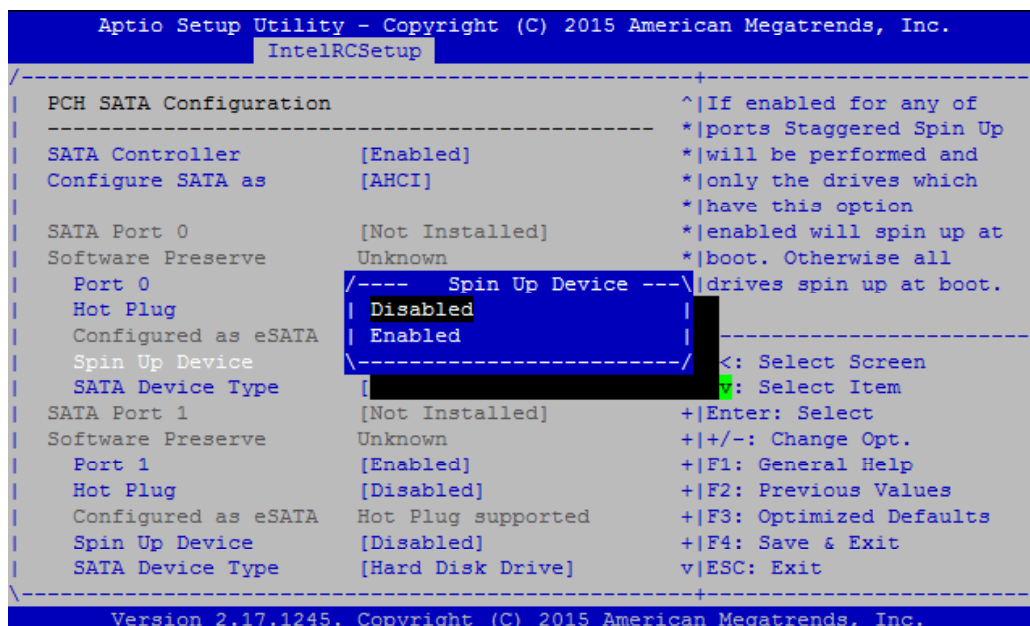 Aptio Setup Utility - Copyright (C) 2015 American Megatrends, Inc.
IntelRCSetup
/----------------------------------------------------+-------------------------
| PCH SATA Configuration ^|If enabled for any of
| ----------------------------------------------- *|ports Staggered Spin Up
| SATA Controller [Enabled] *|will be performed and
| Configure SATA as [AHCI] *|only the drives which
| *|have this option
| SATA Port 0 [Not Installed] *|enabled will spin up at
| Software Preserve Unknown *|boot. Otherwise all
| Port 0 /---- Spin Up Device ---\|drives spin up at boot.
| Hot Plug | Disabled |
| Configured as eSATA | Enabled | ------------------------
| Spin Up Device \-------------------------/ <: Select Screen
| SATA Device Type [ v: Select Item
| SATA Port 1 [Not Installed] +|Enter: Select
| Software Preserve Unknown +|+/-: Change Opt.
| Port 1 [Enabled] +|F1: General Help
| Hot Plug [Disabled] +|F2: Previous Values
| Configured as eSATA Hot Plug supported +|F3: Optimized Defaults
| Spin Up Device [Disabled] +|F4: Save & Exit
| SATA Device Type [Hard Disk Drive] v|ESC: Exit
\----------------------------------------------------+-------------------------
Version 2.17.1245. Copyright (C) 2015 American Megatrends, Inc.